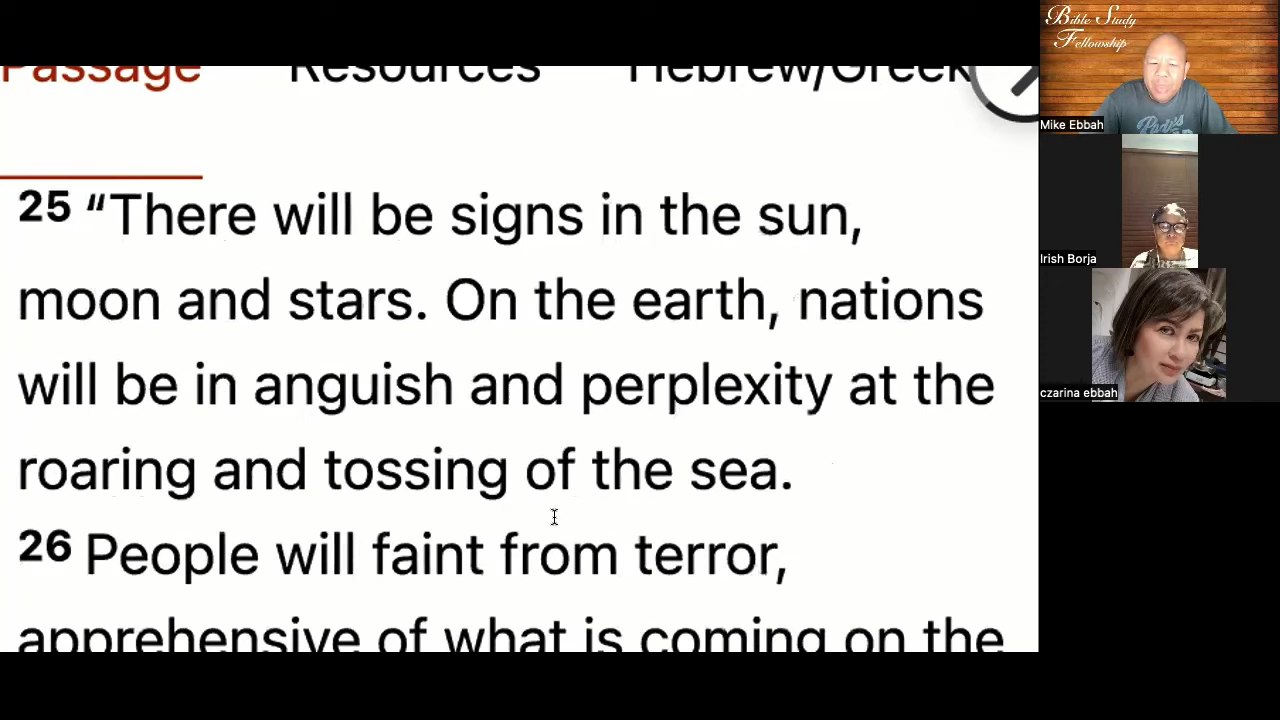 Passage Resources Hebrew/Greek
25 “There will be signs in the sun,
moon and stars. On the earth, nations
will be in anguish and perplexity at the
roaring and tossing of the sea.
26 People will faint from terror,
apprehensive of what is coming on the
Bible Study
Fellowship
Mike Ebbah
Irish Borja
czarina ebbah